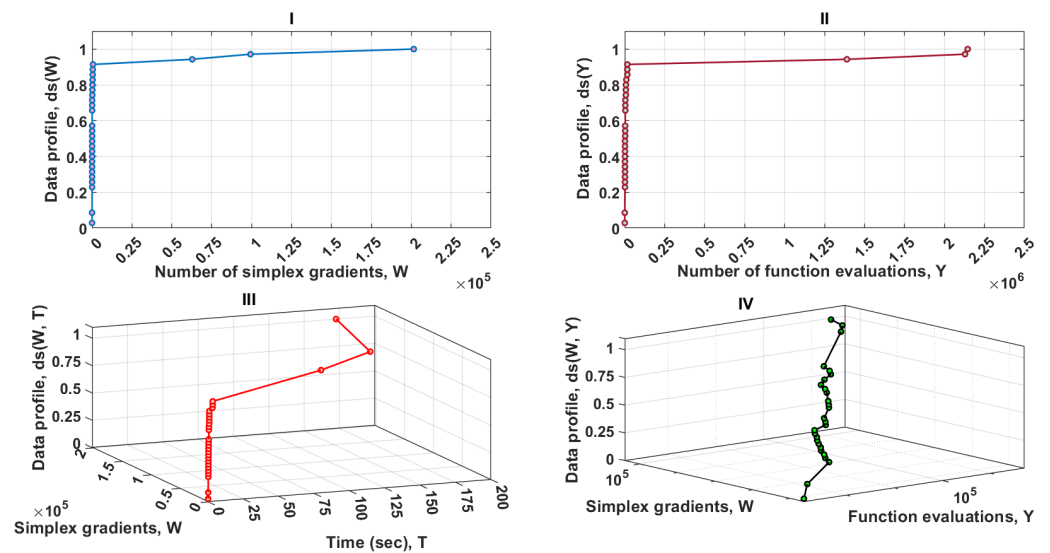 I
Data profile, ds(W)
1
0.8
0.6
0.4
0.2
0
0 0.25 0.5 0.75 1 1.25 1.5 1.75 2 2.25 2.5
Number of simplex gradients, W
×10^5
II
Data profile, ds(Y)
1
0.8
0.6
0.4
0.2
0
0 0.25 0.5 0.75 1 1.25 1.5 1.75 2 2.25 2.5
Number of function evaluations, Y
×10^6
III
Data profile, ds(W, T)
1
0.75
0.5
0.25
0
2
1.5
1
0.5
0
×10^5
Simplex gradients, W
0 25 50 75 100 125 150 175 200
Time (sec), T
IV
Data profile, ds(W, Y)
1
0.75
0.5
0.25
0
10^5
Simplex gradients, W
10^5
Function evaluations, Y